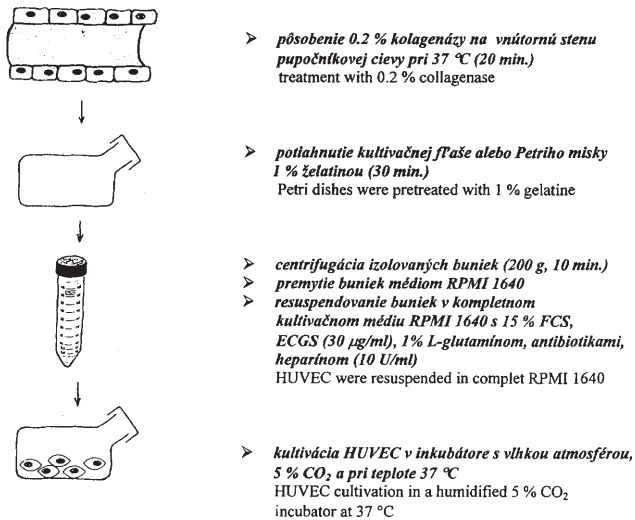 ➤ pôsobenie 0.2 % kolagenázy na vnútornú stenu
pupočníkovej cievy pri 37 °C (20 min.)
treatment with 0.2 % collagenase
➤ potiahnutie kultivačnej fľaše alebo Petriho misky
1 % želatinou (30 min.)
Petri dishes were pretreated with 1 % gelatine
➤ centrifugácia izolovaných buniek (200 g, 10 min.)
➤ premytie buniek médiom RPMI 1640
➤ resuspendovanie buniek v kompletnom
kultivačnom médiu RPMI 1640 s 15 % FCS,
ECGS (30 µg/ml), 1% L-glutamínom, antibiotikami,
heparínom (10 U/ml)
HUVEC were resuspended in complet RPMI 1640
➤ kultivácia HUVEC v inkubátore s vlhkou atmosférou,
5 % CO₂ a pri teplote 37 °C
HUVEC cultivation in a humidified 5 % CO₂
incubator at 37 °C